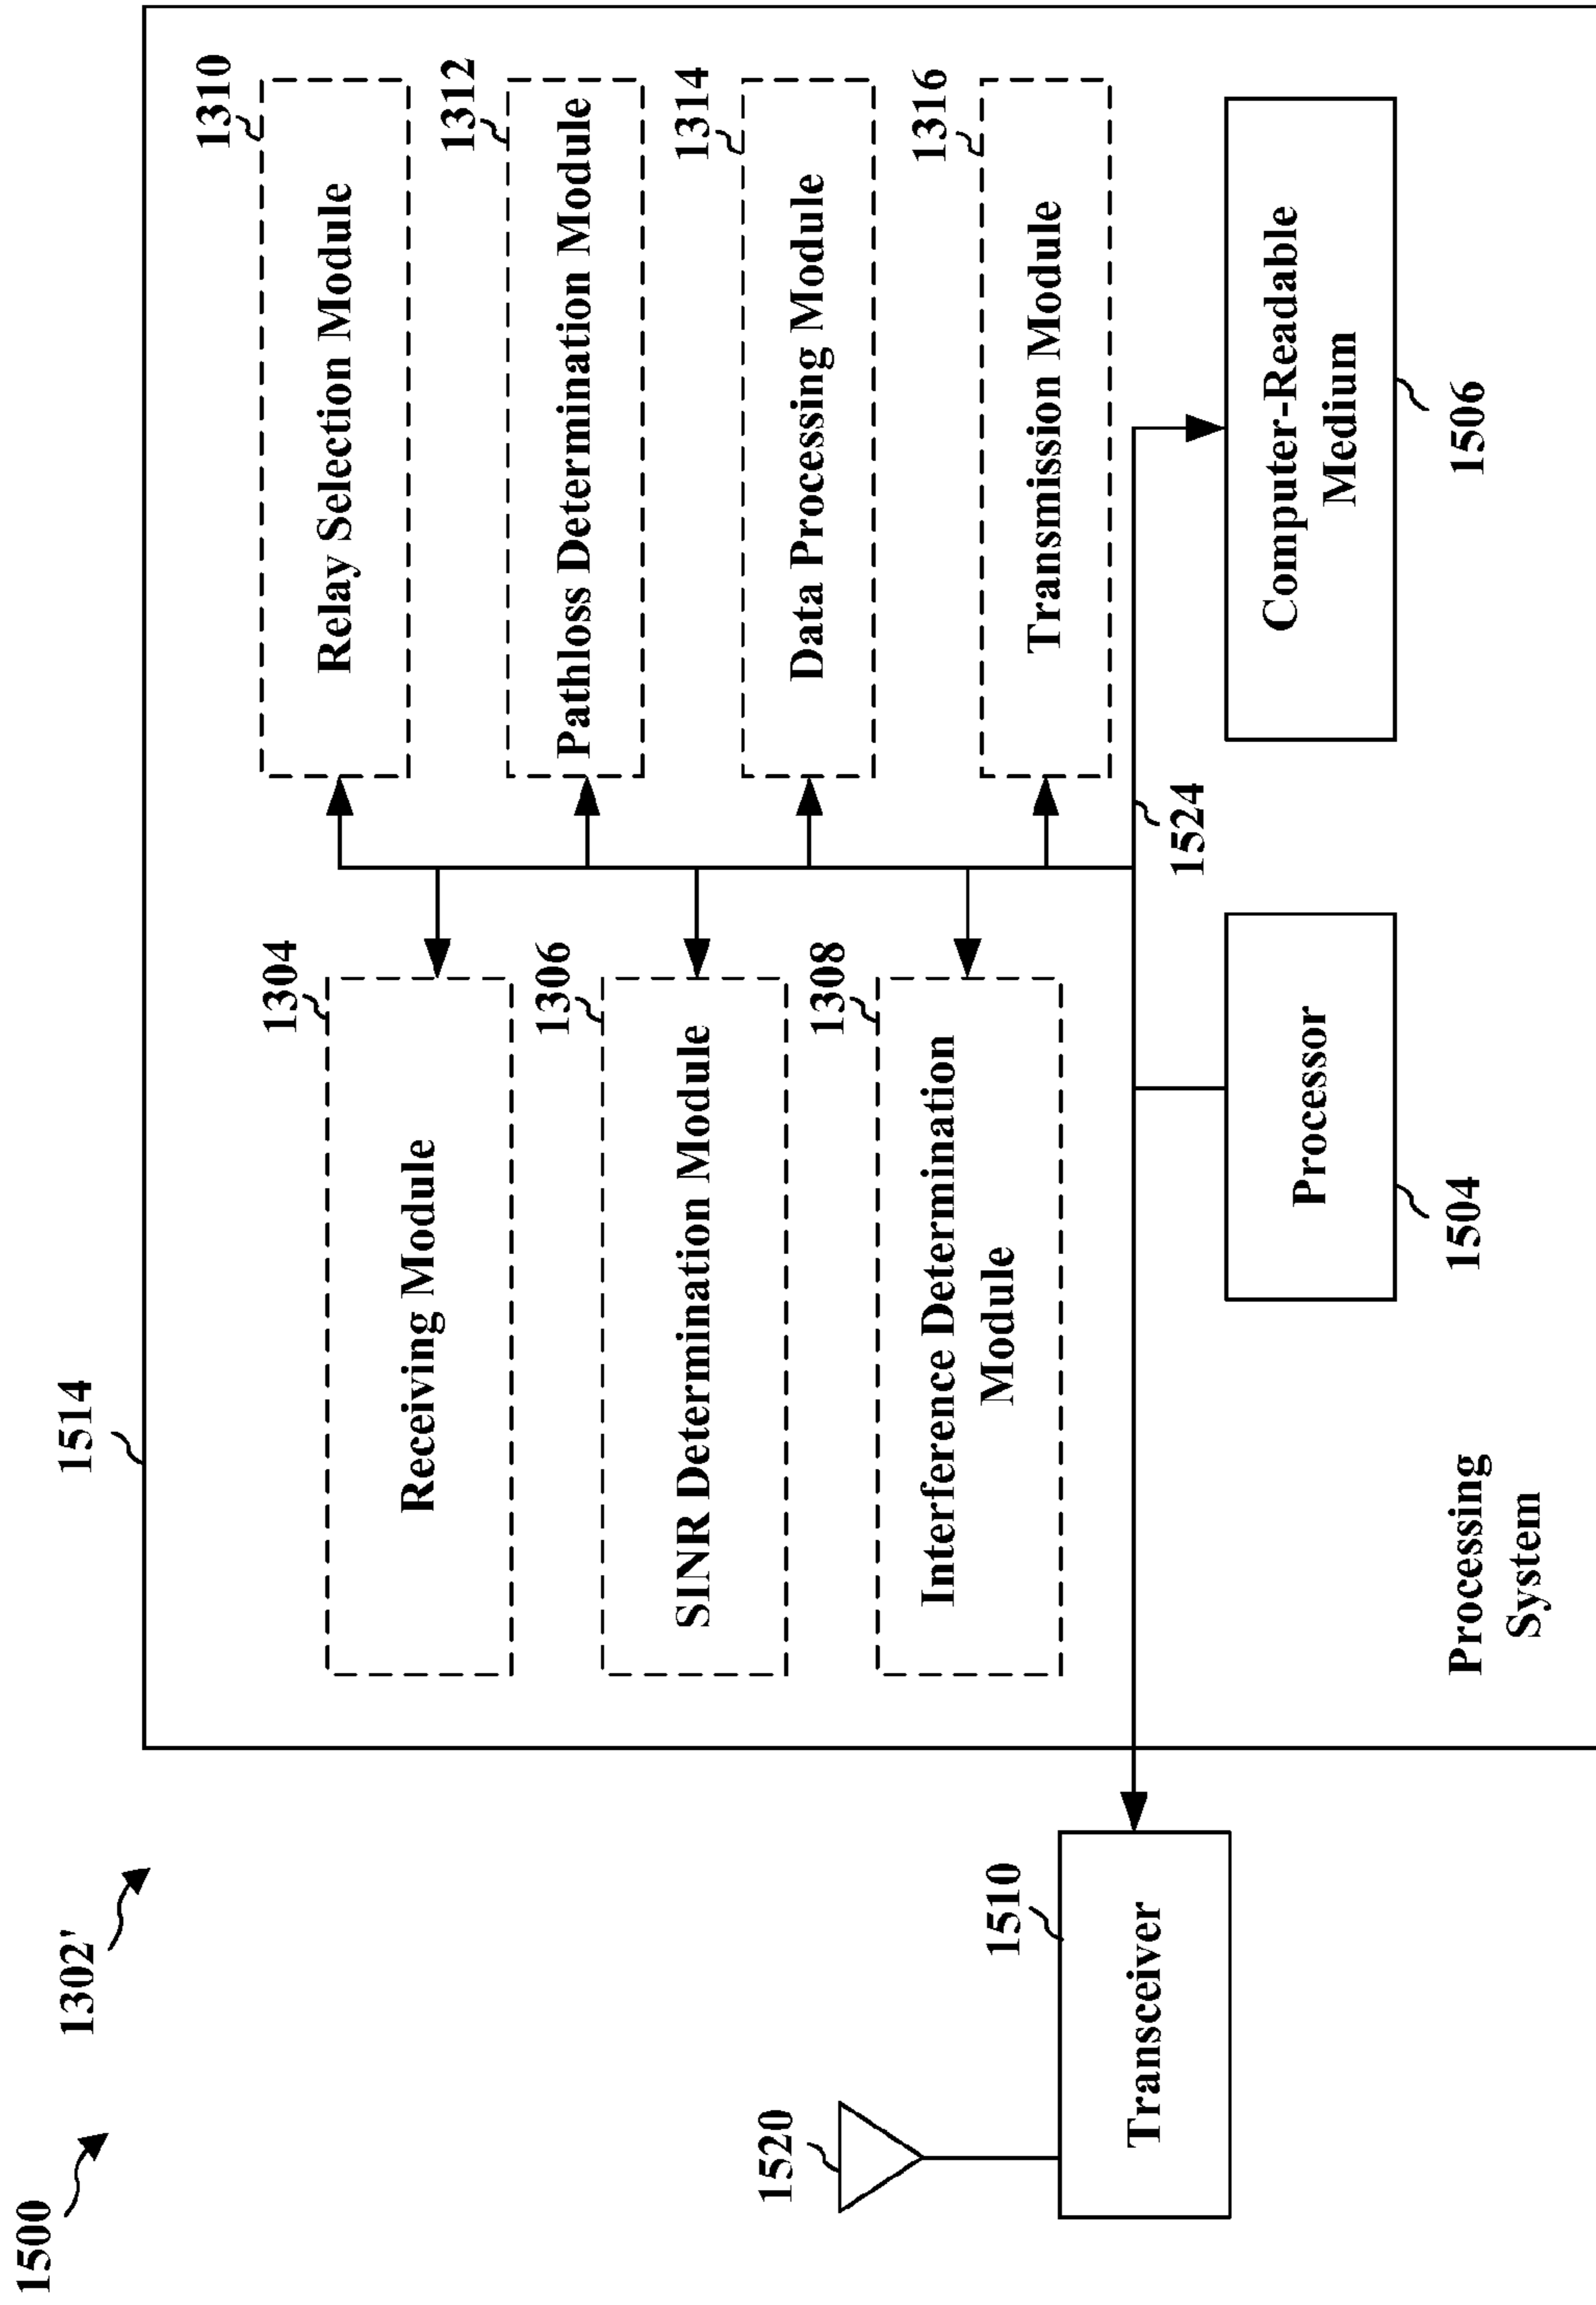 1500
1302'
1514
1304
Receiving Module
1306
SINR Determination Module
1308
Interference Determination
Module
1310
Relay Selection Module
1312
Pathloss Determination Module
1314
Data Processing Module
1316
Transmission Module
1520
1510
Transceiver
1524
Processor
1504
Computer-Readable
Medium
1506
Processing
System